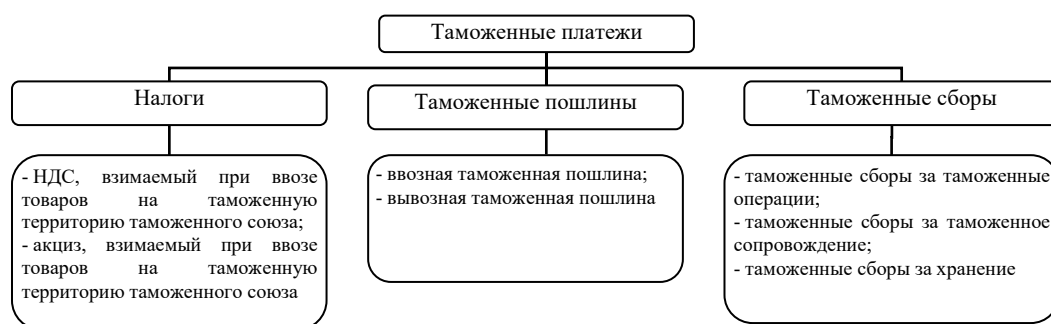 Таможенные платежи
Налоги
Таможенные пошлины
Таможенные сборы
- НДС, взимаемый при ввозе
товаров на таможенную
территорию таможенного союза;
- акциз, взимаемый при ввозе
товаров на таможенную
территорию таможенного союза
- ввозная таможенная пошлина;
- вывозная таможенная пошлина
- таможенные сборы за таможенные
операции;
- таможенные сборы за таможенное
сопровождение;
- таможенные сборы за хранение